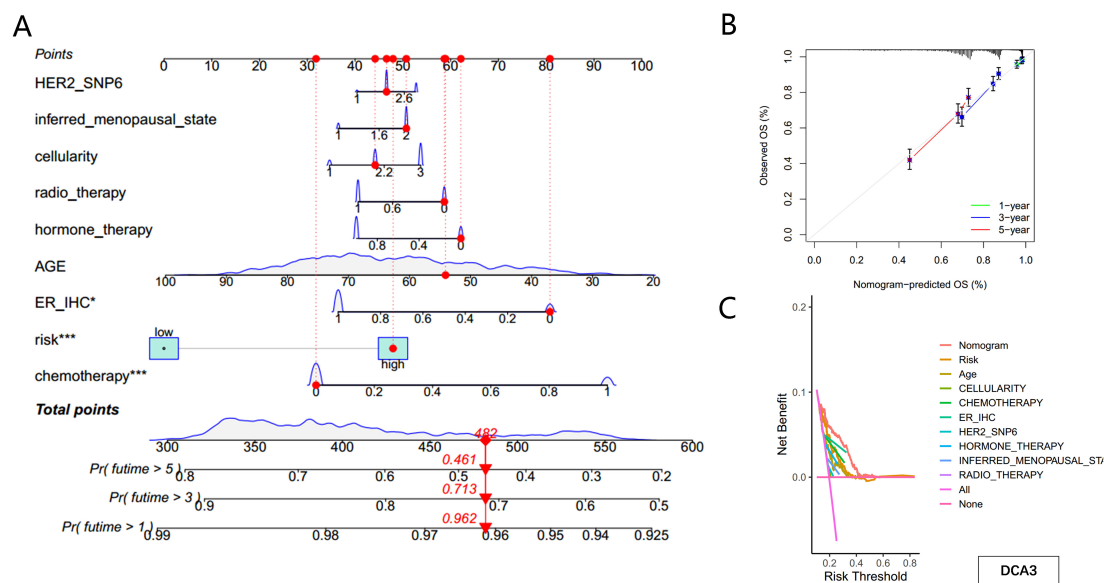 A
Points
0 10 20 30 40 50 60 70 80 90 100
HER2_SNP6
1 2.6
inferred_menopausal_state
1 1.6 2
cellularity
1 2.2 3
radio_therapy
1 0.6 0
hormone_therapy
0.8 0.4 0
AGE
100 90 80 70 60 50 40 30 20
ER_IHC*
1 0.8 0.6 0.4 0.2 0
risk***
low
high
chemotherapy***
0 0.2 0.4 0.6 0.8 1
Total points
482
300 350 400 450 500 550 600
0.461
Pr( futime > 5 )
0.8 0.7 0.6 0.5 0.4 0.3 0.2
0.713
Pr( futime > 3 )
0.9 0.8 0.7 0.6 0.5
0.962
Pr( futime > 1 )
0.99 0.98 0.97 0.96 0.95 0.94 0.925
B
Observed OS (%)
1.0
0.8
0.6
0.4
0.2
0.0
1-year
3-year
5-year
0.0 0.2 0.4 0.6 0.8 1.0
Nomogram-predicted OS (%)
C
Net Benefit
0.2
0.1
0.0
0.2 0.4 0.6 0.8
Risk Threshold
Nomogram
Risk
Age
CELLULARITY
CHEMOTHERAPY
ER_IHC
HER2_SNP6
HORMONE_THERAPY
INFERRED_MENOPAUSAL_STA
RADIO_THERAPY
All
None
DCA3